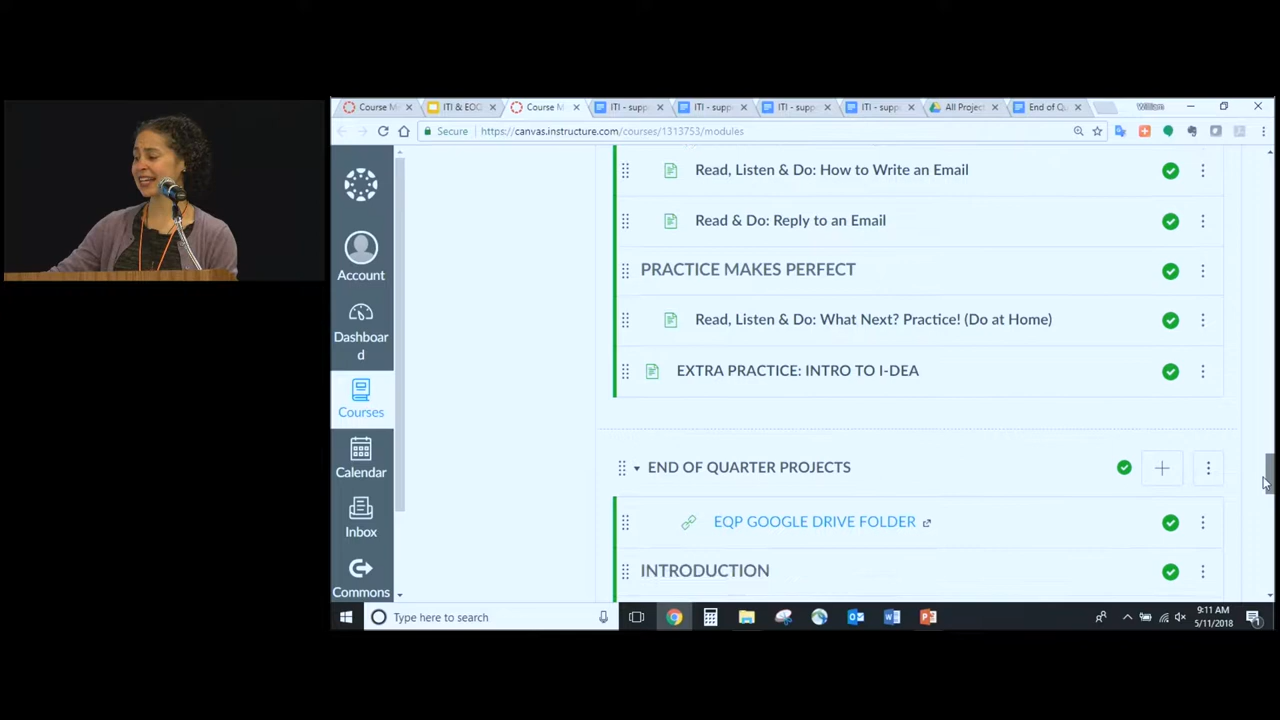 Course M
ITI & EOC
Course M
ITI - supp
ITI - supp
ITI - supp
ITI - supp
All Project
End of Qu
William
Secure
https://canvas.instructure.com/courses/1313753/modules
Account
Dashboar
d
Courses
Calendar
Inbox
Commons
Read, Listen & Do: How to Write an Email
Read & Do: Reply to an Email
PRACTICE MAKES PERFECT
Read, Listen & Do: What Next? Practice! (Do at Home)
EXTRA PRACTICE: INTRO TO I-DEA
END OF QUARTER PROJECTS
EQP GOOGLE DRIVE FOLDER
INTRODUCTION
Type here to search
9:11 AM
5/11/2018